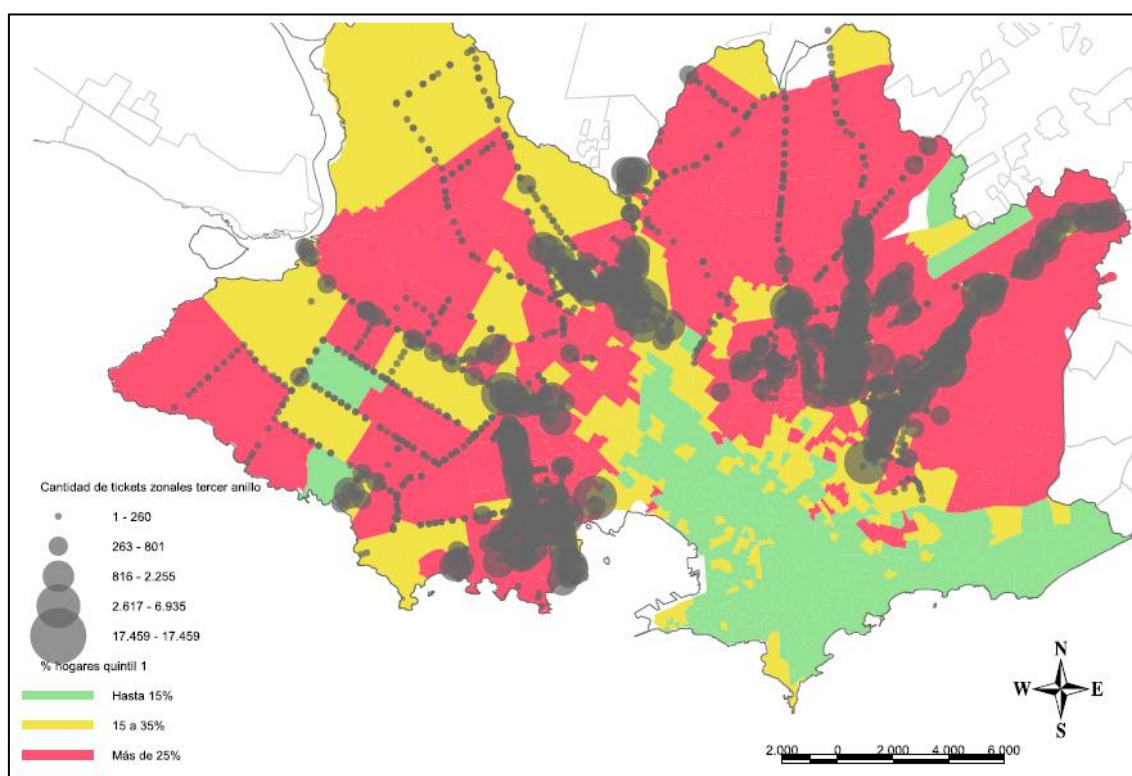 Cantidad de tickets zonales tercer anillo
1 - 260
263 - 801
816 - 2.255
2.617 - 6.935
17.459 - 17.459
% hogares quintil 1
Hasta 15%
15 a 35%
Más de 25%
N
W E
S
2.000 0 2.000 4.000 6.000